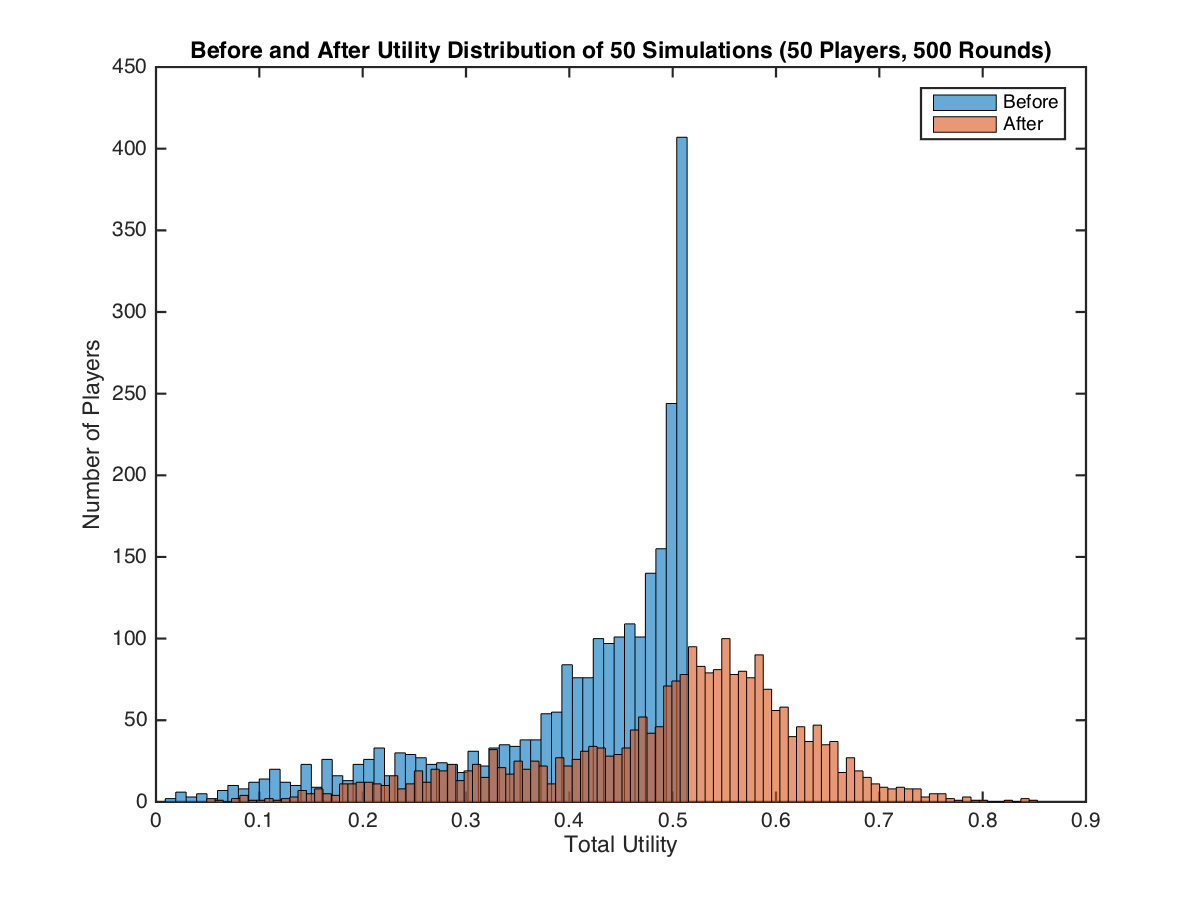 Before and After Utility Distribution of 50 Simulations (50 Players, 500 Rounds)
450
400
350
300
250
200
150
100
50
0
Number of Players
Before
After
0 0.1 0.2 0.3 0.4 0.5 0.6 0.7 0.8 0.9
Total Utility